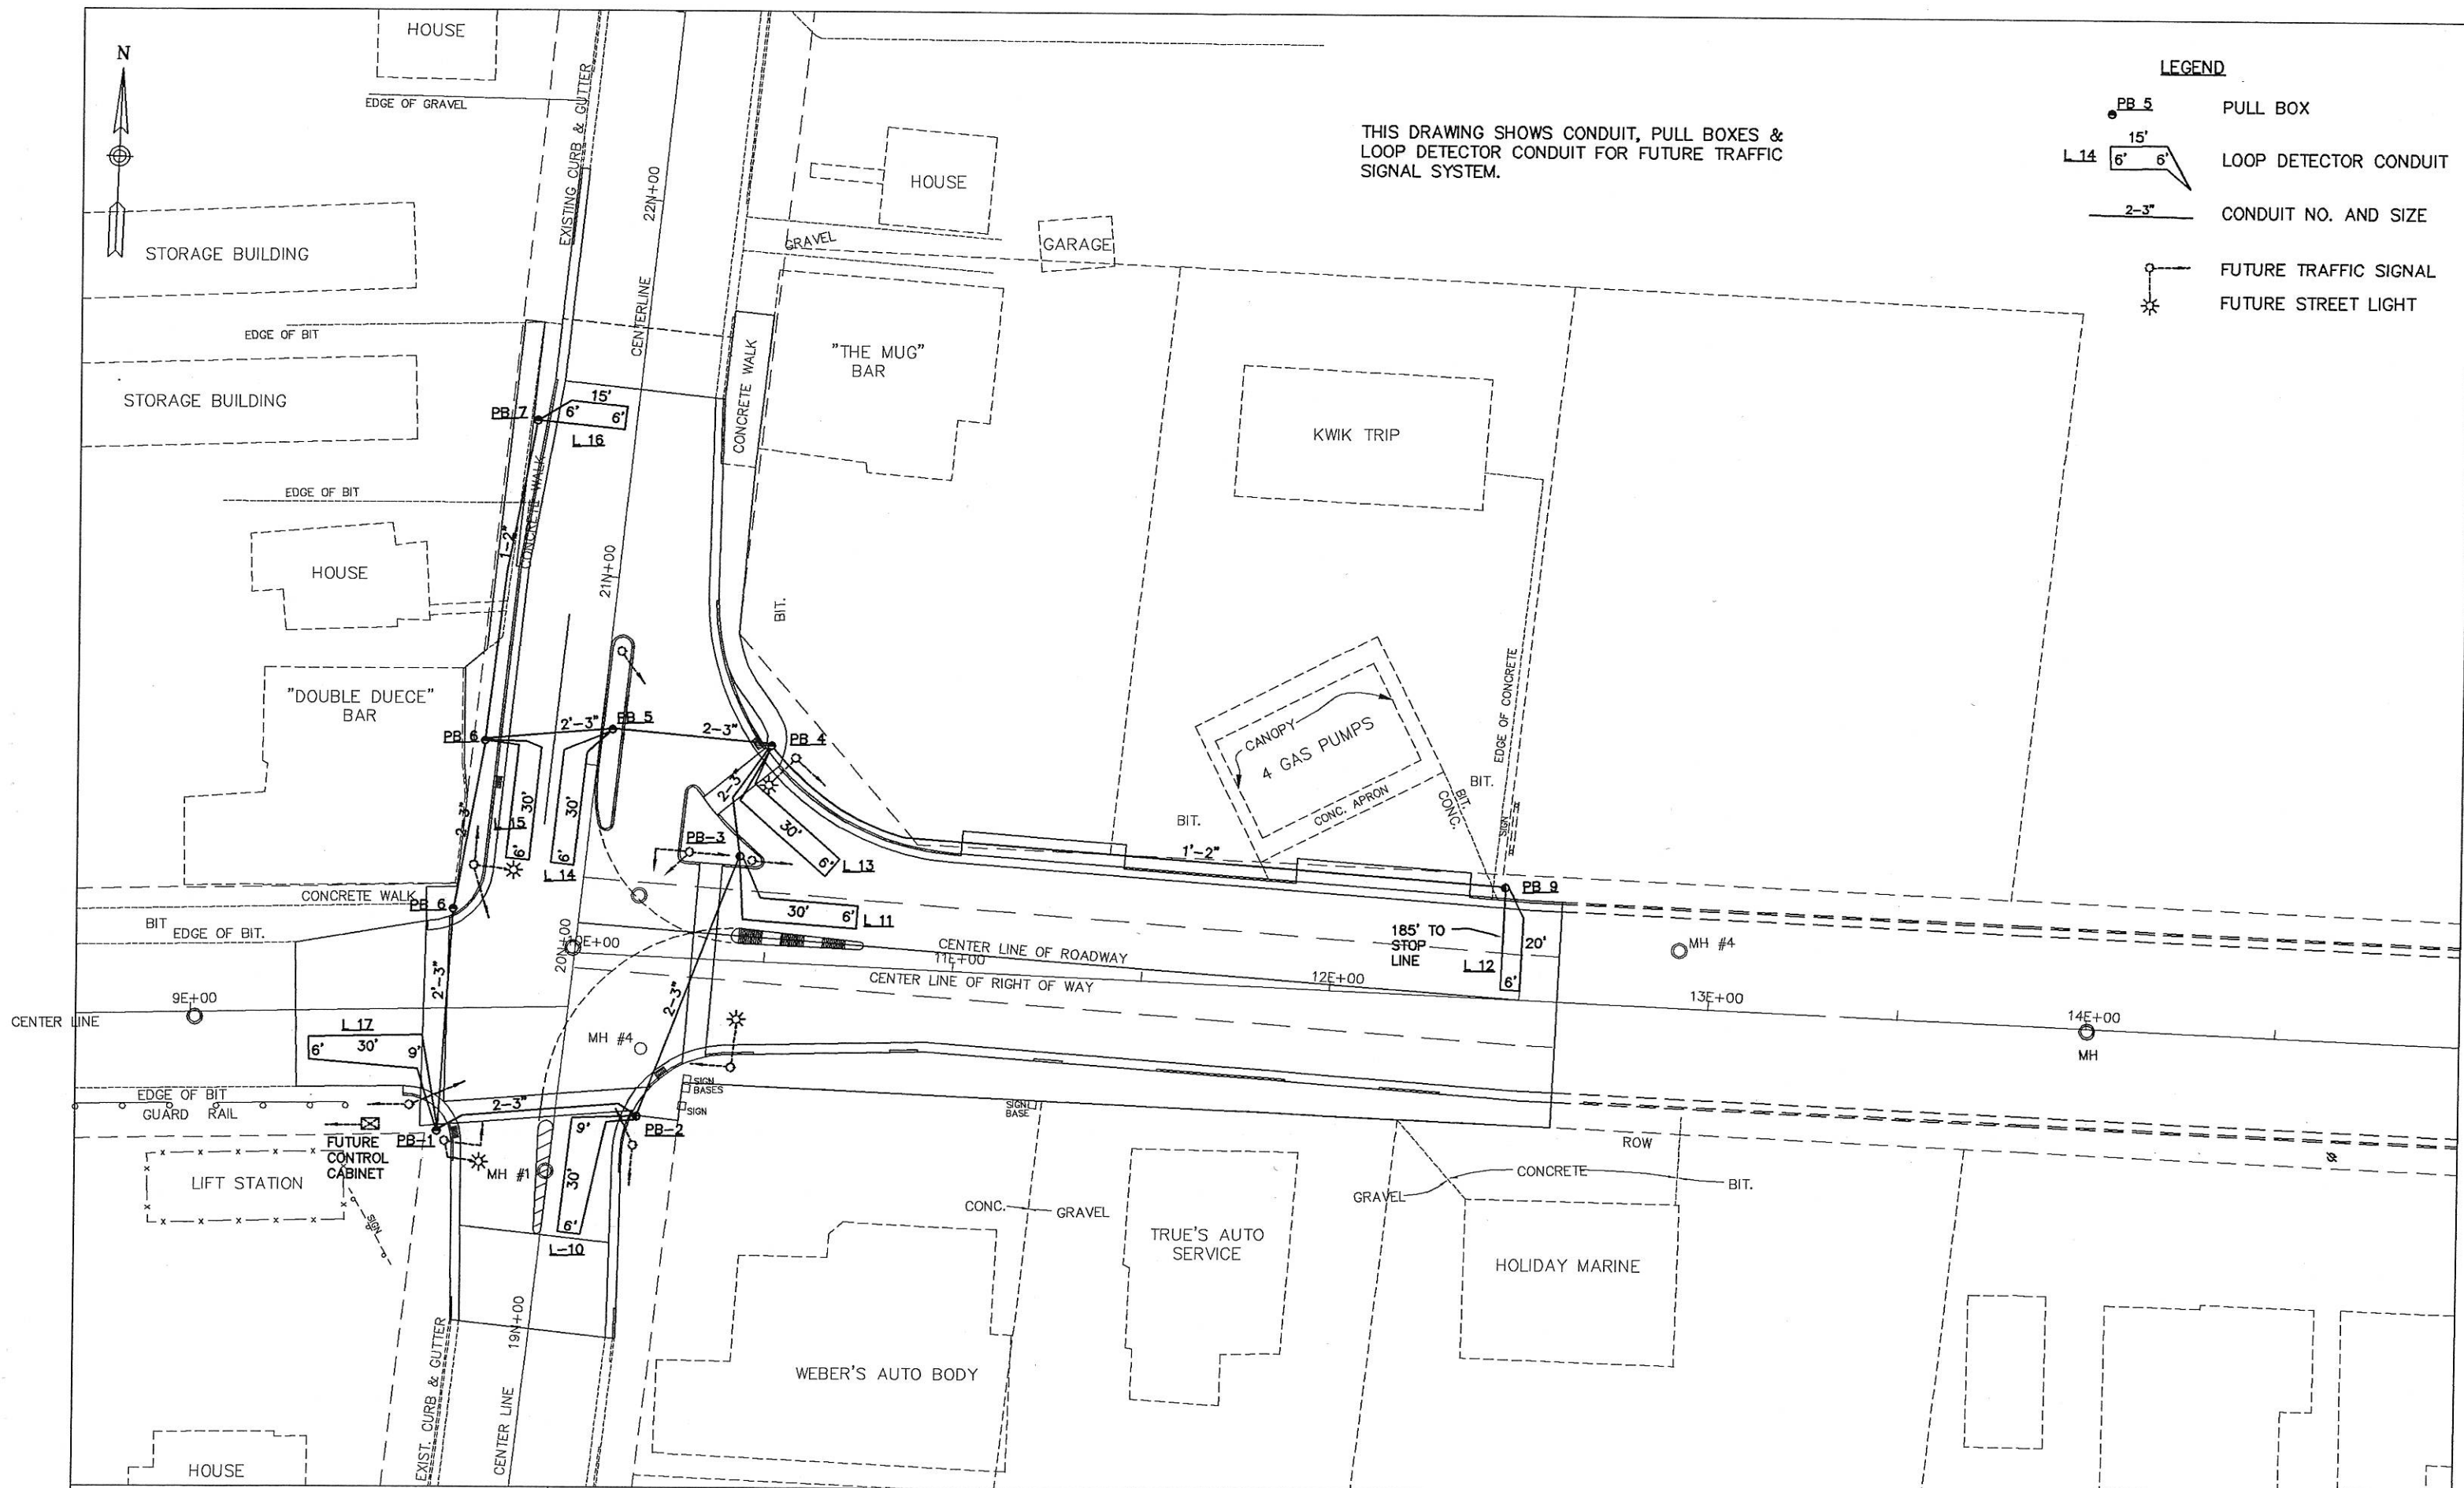 HOUSE
N
EDGE OF GRAVEL
EXISTING CURB & GUTTER
22N+00
HOUSE
GRAVEL
GARAGE
THIS DRAWING SHOWS CONDUIT, PULL BOXES &
LOOP DETECTOR CONDUIT FOR FUTURE TRAFFIC
SIGNAL SYSTEM.
LEGEND
PB 5
PULL BOX
15'
L 14
6'
6'
LOOP DETECTOR CONDUIT
2-3"
CONDUIT NO. AND SIZE
FUTURE TRAFFIC SIGNAL
FUTURE STREET LIGHT
STORAGE BUILDING
EDGE OF BIT
CENTERLINE
STORAGE BUILDING
"THE MUG"
BAR
CONCRETE WALK
KWIK TRIP
PB 7
15'
6'
6'
L 16
EDGE OF BIT
CONCRETE WALK
1-2"
HOUSE
21N+00
BIT.
"DOUBLE DUECE"
BAR
PB 6
2'-3"
PB 5
2-3"
PB 4
CANOPY
4 GAS PUMPS
CONC. APRON
EDGE OF CONCRETE
BIT.
BIT.
CONC.
SIGN
BIT.
2-3"
2-3"
30'
L 15
6'
30'
6'
L 14
PB-3
30'
6'
L 13
1'-2"
PB 9
CONCRETE WALK
PB 6
BIT
EDGE OF BIT.
30'
6'
L 11
20N+00
10E+00
CENTER LINE OF ROADWAY
11E+00
CENTER LINE OF RIGHT OF WAY
12E+00
185' TO
STOP
LINE
20'
L 12
6'
MH #4
13E+00
14E+00
MH
9E+00
CENTER LINE
2'-3"
2-3"
L 17
6'
30'
9'
MH #4
EDGE OF BIT
GUARD RAIL
2-3"
SIGN
BASES
SIGN
SIGN
BASE
PB-1
PB-2
9'
30'
6'
L-10
FUTURE
CONTROL
CABINET
MH #1
LIFT STATION
SIGN
ROW
CONCRETE
GRAVEL
BIT.
CONC.
GRAVEL
TRUE'S AUTO
SERVICE
HOLIDAY MARINE
19N+00
WEBER'S AUTO BODY
EXIST. CURB & GUTTER
CENTER LINE
HOUSE